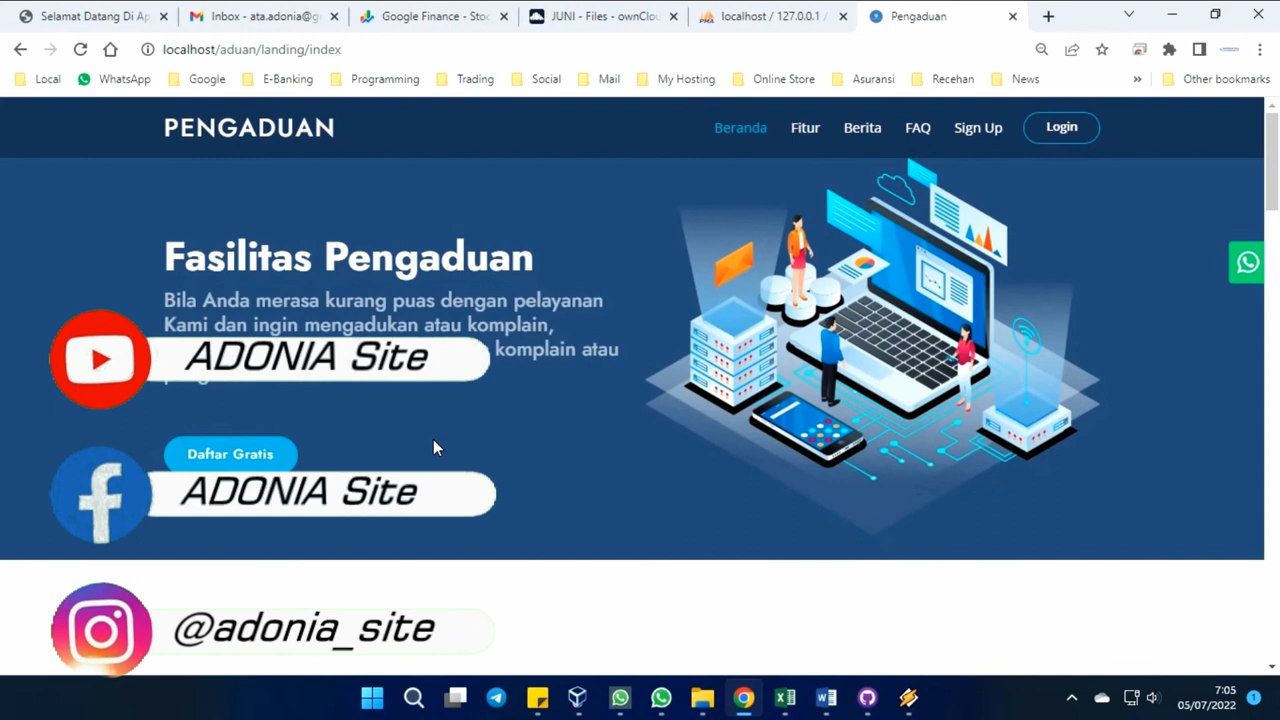 Selamat Datang Di Ap
Inbox - ata.adonia@g
Google Finance - Stoc
JUNI - Files - ownClou
localhost / 127.0.0.1 /
Pengaduan
localhost/aduan/landing/index
Local
WhatsApp
Google
E-Banking
Programming
Trading
Social
Mail
My Hosting
Online Store
Asuransi
Recehan
News
»
Other bookmarks
PENGADUAN
Beranda
Fitur
Berita
FAQ
Sign Up
Login
Fasilitas Pengaduan
Bila Anda merasa kurang puas dengan pelayanan
Kami dan ingin mengadukan atau komplain,
komplain atau
ADONIA Site
Daftar Gratis
ADONIA Site
@adonia_site
7:05
05/07/2022
1